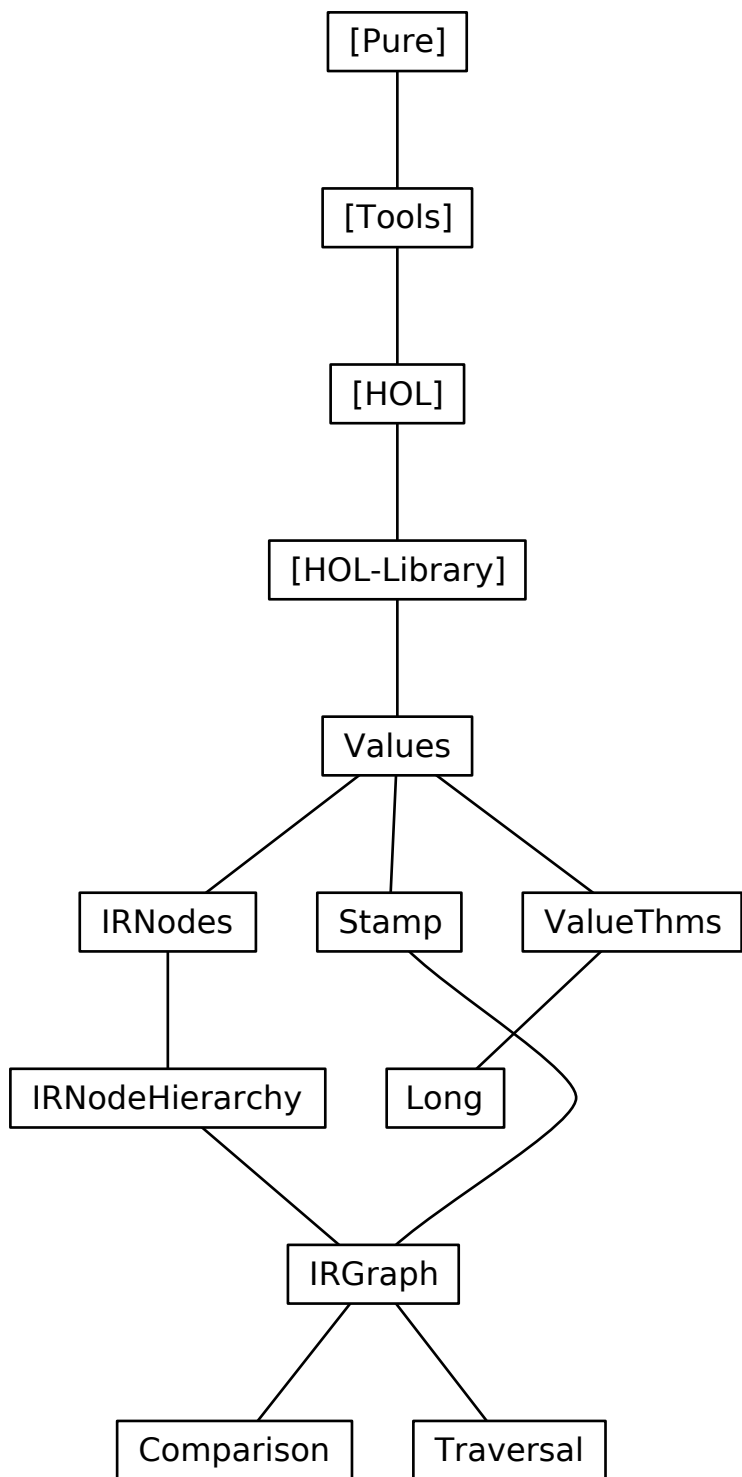 [Pure]
[Tools]
[HOL]
[HOL-Library]
Values
IRNodes
Stamp
ValueThms
IRNodeHierarchy
Long
IRGraph
Comparison
Traversal